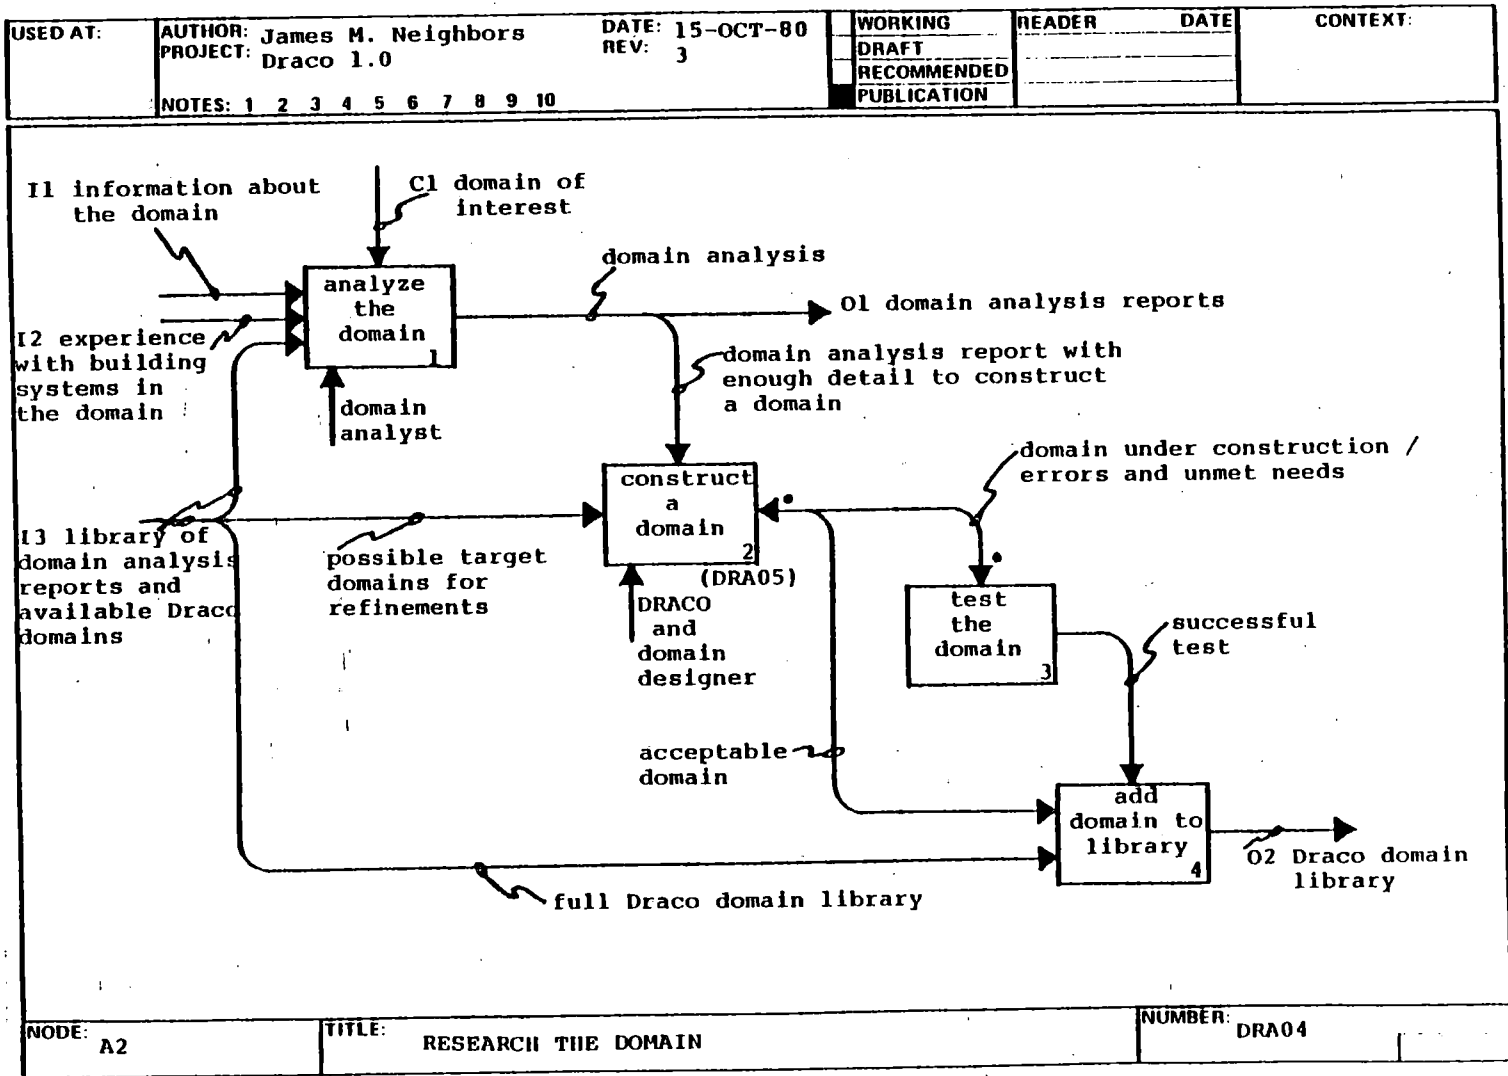 USED AT:
AUTHOR: James M. Neighbors
PROJECT: Draco 1.0
DATE: 15-OCT-80
REV: 3
NOTES: 1 2 3 4 5 6 7 8 9 10
WORKING
DRAFT
RECOMMENDED
PUBLICATION
READER DATE
CONTEXT:
I1 information about
the domain
C1 domain of
interest
analyze
the
domain
1
domain analysis
O1 domain analysis reports
I2 experience
with building
systems in
the domain
domain
analyst
domain analysis report with
enough detail to construct
a domain
domain under construction /
errors and unmet needs
construct
a
domain
2
(DRA05)
I3 library of
domain analysis
reports and
available Draco
domains
possible target
domains for
refinements
DRACO
and
domain
designer
test
the
domain
3
successful
test
acceptable
domain
add
domain to
library
4
O2 Draco domain
library
full Draco domain library
NODE: A2
TITLE: RESEARCH THE DOMAIN
NUMBER: DRA04